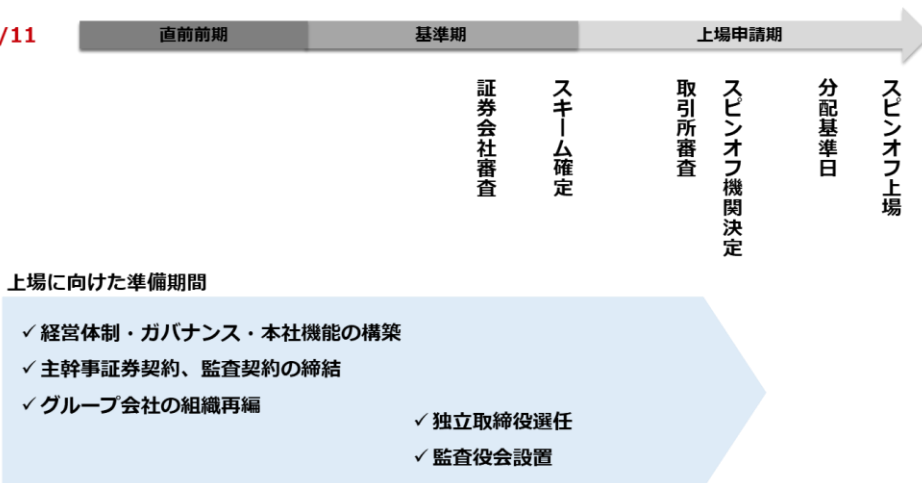 /11
直前前期
基準期
上場申請期
証券会社審査
スキーム確定
取引所審査
スピンオフ機関決定
分配基準日
スピンオフ上場
上場に向けた準備期間
✓経営体制・ガバナンス・本社機能の構築
✓主幹事証券契約、監査契約の締結
✓グループ会社の組織再編
✓独立取締役選任
✓監査役会設置